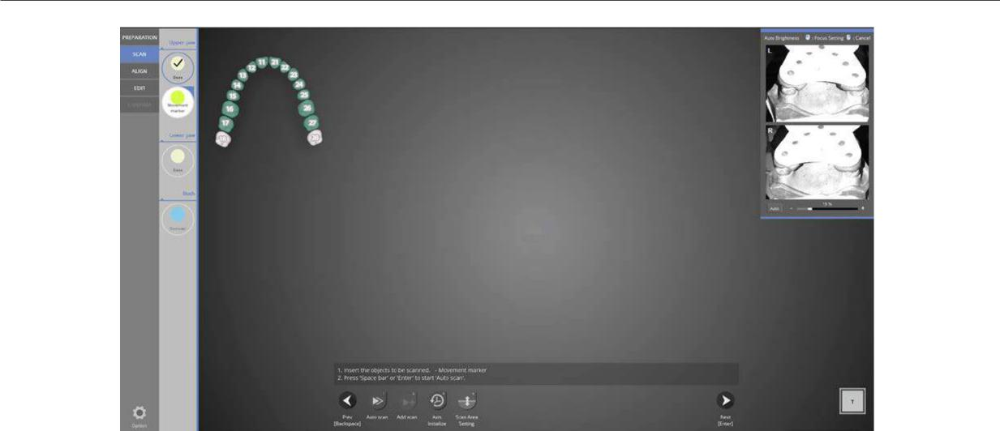 PREPARATION
SCAN
ALIGN
EDIT
Upper jaw
Base
Movement
marker
Lower jaw
Base
11 21
12 22
13 23
14 24
15 25
16 26
17 27
18 28
Auto Brightness : Focus Setting : Cancel
L
R
Auto - 19 % +
1. Insert the objects to be scanned. - Movement marker
2. Press 'Space bar' or 'Enter' to start 'Auto scan'.
Prev
[Backspace]
Auto scan
Add scan
Axis
Initialize
Scan Area
Setting
Next
[Enter]
T
Option